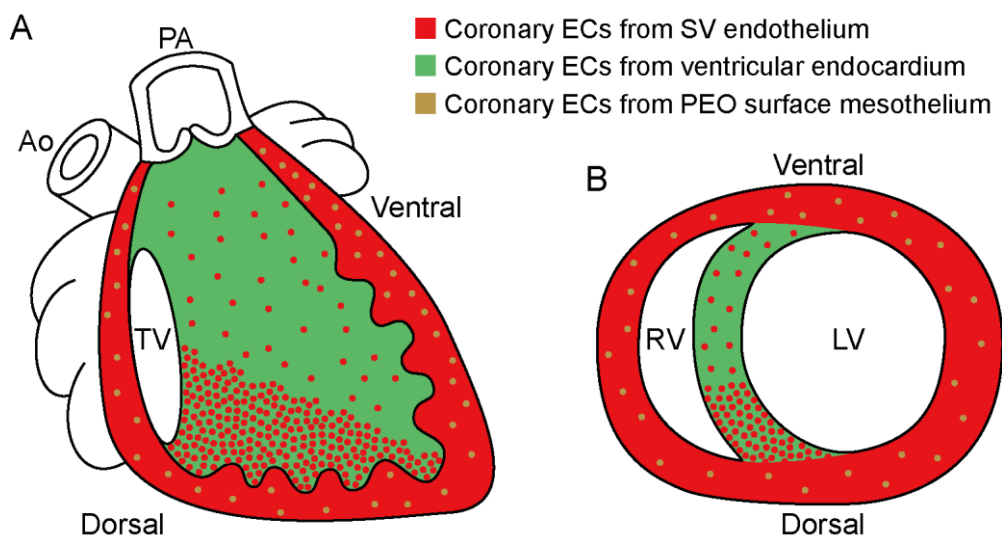 A
PA
Coronary ECs from SV endothelium
Coronary ECs from ventricular endocardium
Coronary ECs from PEO surface mesothelium
Ao
Ventral
TV
Dorsal
B
Ventral
RV
LV
Dorsal